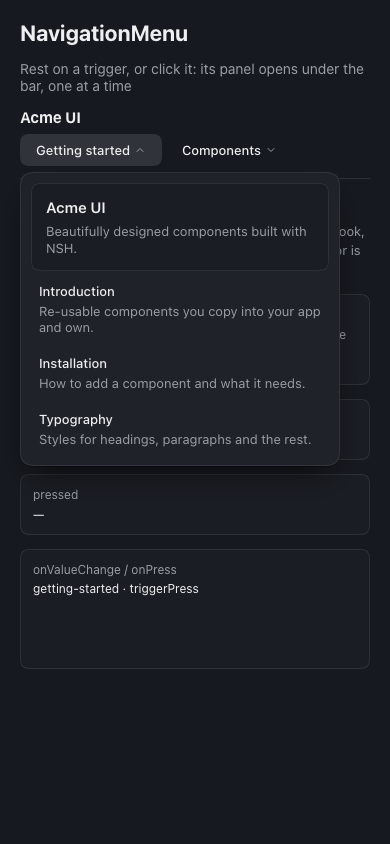 NavigationMenu
Rest on a trigger, or click it: its panel opens under the
bar, one at a time
Acme UI
Getting started
Components
Acme UI
Beautifully designed components built with
NSH.
ook,
or is
Introduction
Re-usable components you copy into your app
and own.
e
Installation
How to add a component and what it needs.
Typography
Styles for headings, paragraphs and the rest.
pressed
—
onValueChange / onPress
getting-started · triggerPress